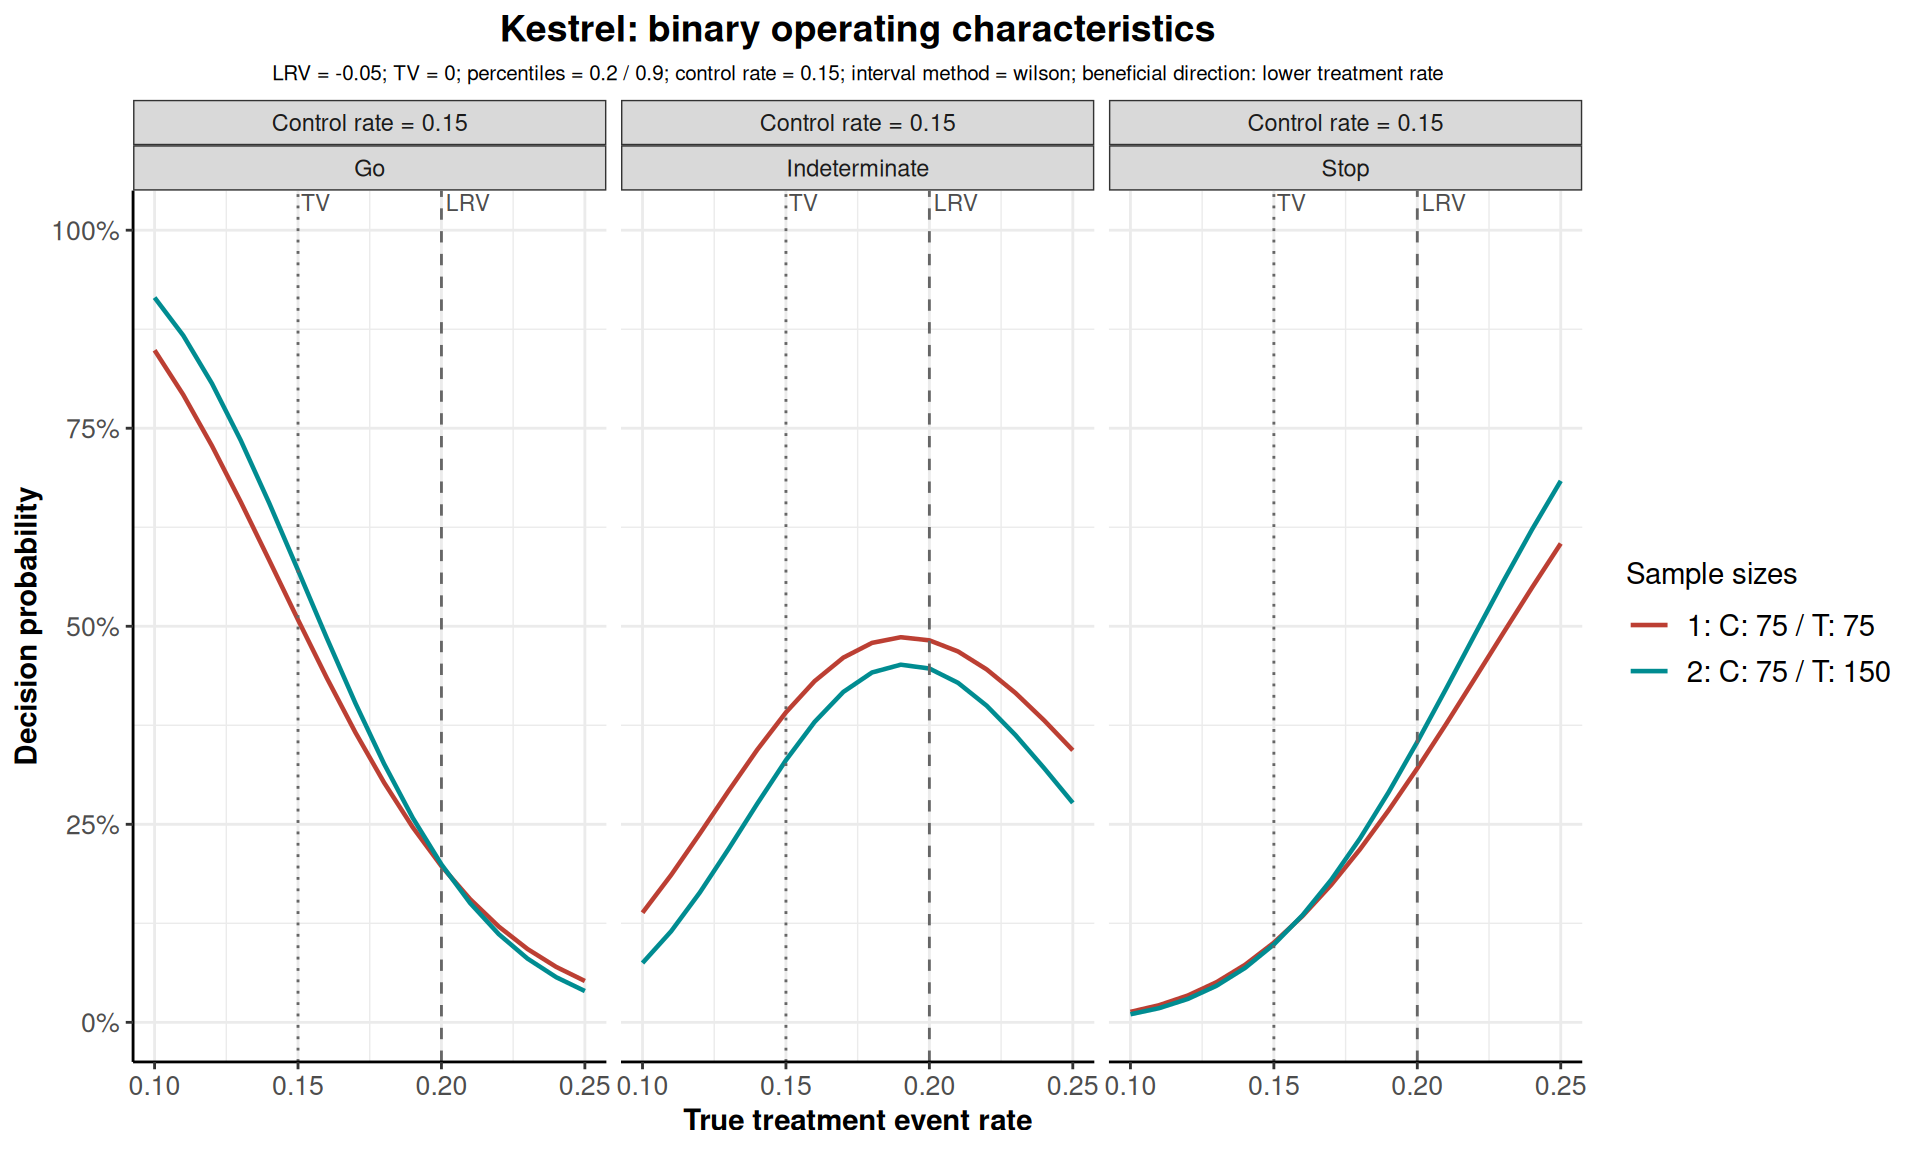 Kestrel: binary operating characteristics
LRV = -0.05; TV = 0; percentiles = 0.2 / 0.9; control rate = 0.15; interval method = wilson; beneficial direction: lower treatment rate
Control rate = 0.15
Go
Control rate = 0.15
Indeterminate
Control rate = 0.15
Stop
TV
LRV
TV
LRV
TV
LRV
100%
75%
50%
25%
0%
Decision probability
0.10 0.15 0.20 0.25
0.10 0.15 0.20 0.25
0.10 0.15 0.20 0.25
True treatment event rate
Sample sizes
1: C: 75 / T: 75
2: C: 75 / T: 150